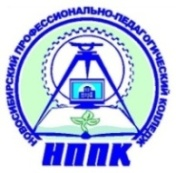 НОВОСИБИРСКИЙ ПРОФЕССИОНАЛЬНО-ПЕДАГОГИЧЕСКИЙ КОЛЛЕДЖ
НППК